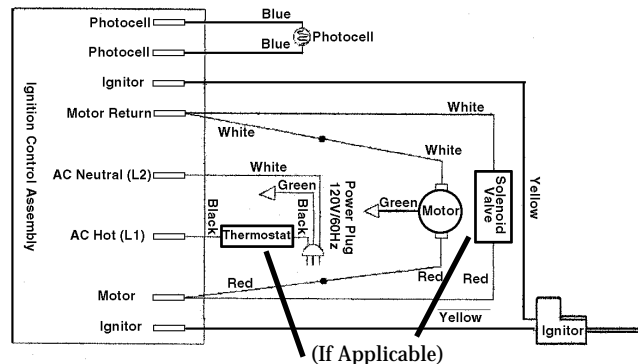 Blue
Photocell
Blue
Photocell
Photocell
Ignitor
Motor Return
White
White
White
AC Neutral (L2)
White
Green
Black
Black
Power Plug
120V/60Hz
Green
Motor
Solenoid
Valve
Yellow
Ignition Control Assembly
AC Hot (L1)
Thermostat
Red
Red
Red
Motor
Yellow
Ignitor
Ignitor
(If Applicable)